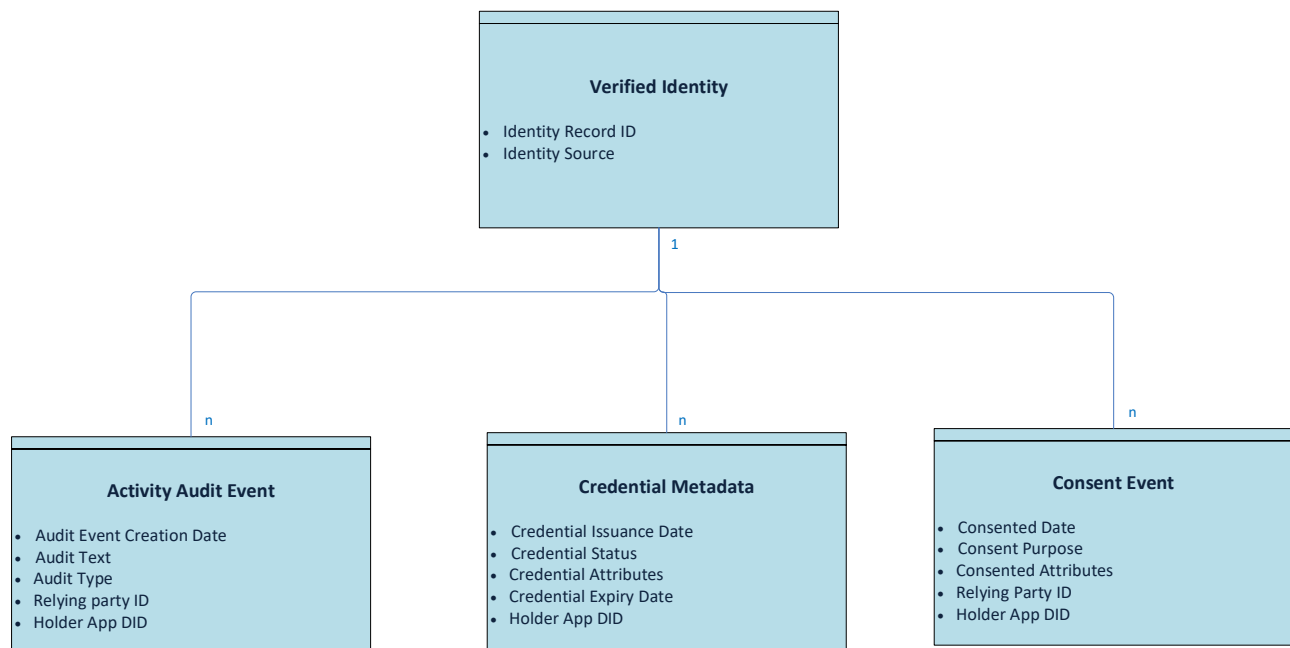 Verified Identity
• Identity Record ID
• Identity Source
1
n
n
n
Activity Audit Event
• Audit Event Creation Date
• Audit Text
• Audit Type
• Relying party ID
• Holder App DID
Credential Metadata
• Credential Issuance Date
• Credential Status
• Credential Attributes
• Credential Expiry Date
• Holder App DID
Consent Event
• Consented Date
• Consent Purpose
• Consented Attributes
• Relying Party ID
• Holder App DID